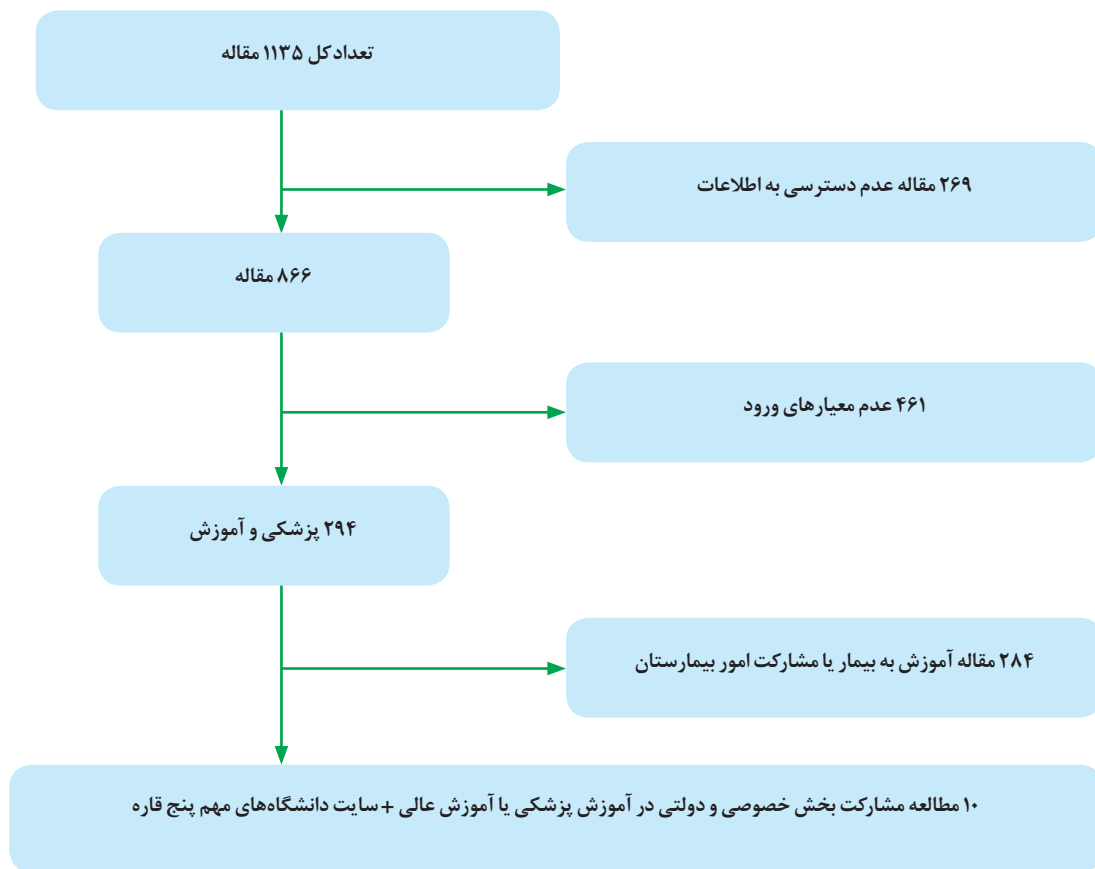 تعداد کل ۱۱۳۵ مقاله
۲۶۹ مقاله عدم دسترسی به اطلاعات
۸۶۶ مقاله
۴۶۱ عدم معیارهای ورود
۲۹۴ پزشکی و آموزش
۲۸۴ مقاله آموزش به بیمار یا مشارکت امور بیمارستان
۱۰ مطالعه مشارکت بخش خصوصی و دولتی در آموزش پزشکی یا آموزش عالی + سایت دانشگاه‌های مهم پنج قاره